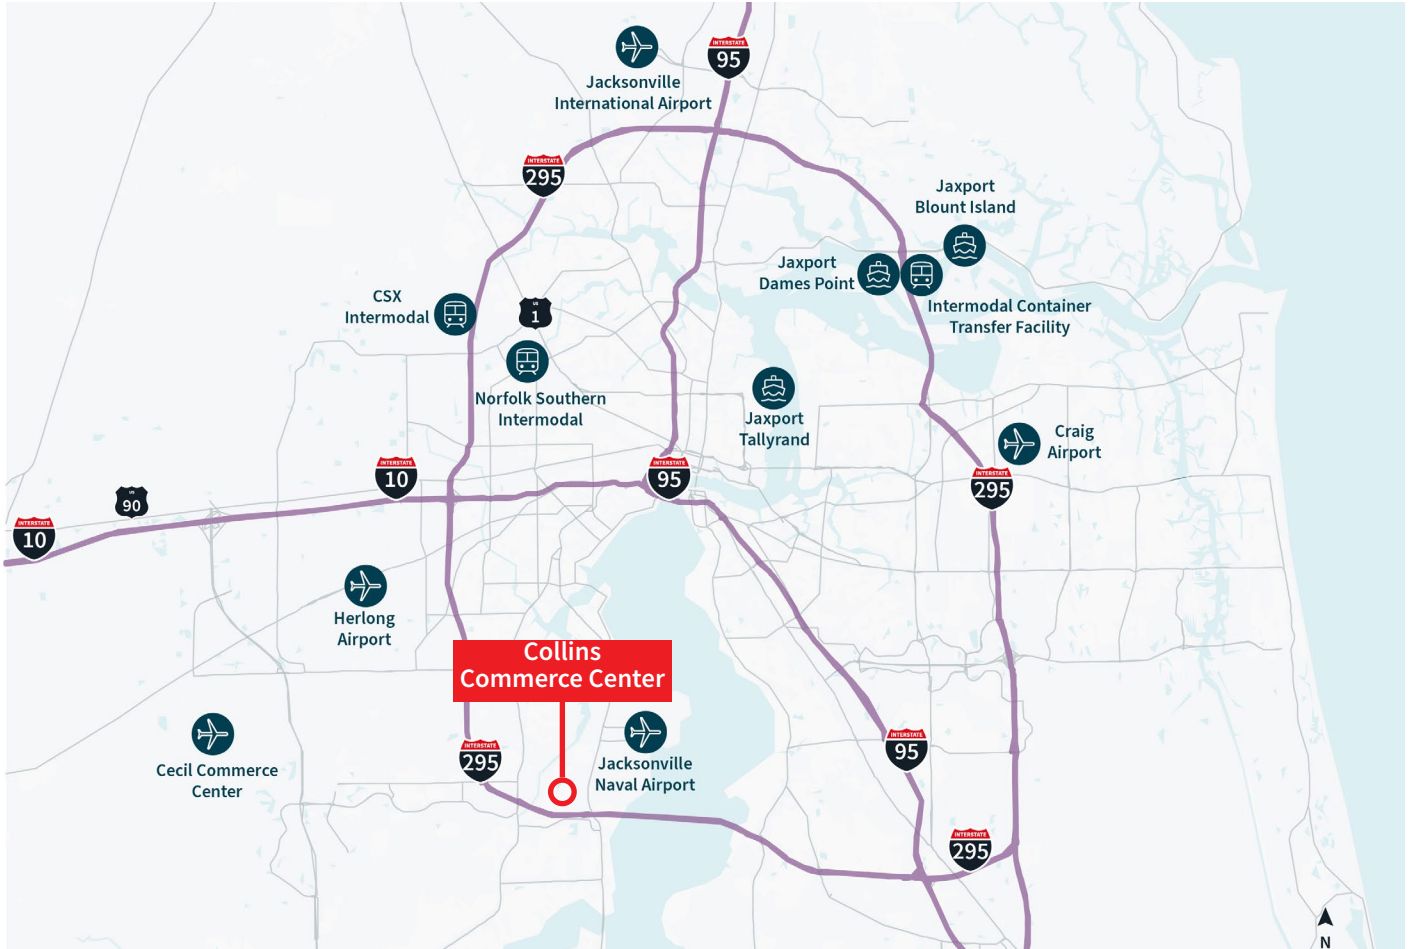 INTERSTATE
95
Jacksonville
International Airport
INTERSTATE
295
Jaxport
Blount Island
Jaxport
Dames Point
CSX
Intermodal
US
1
Intermodal Container
Transfer Facility
Norfolk Southern
Intermodal
Jaxport
Tallyrand
Craig
Airport
INTERSTATE
10
INTERSTATE
95
INTERSTATE
295
US
90
INTERSTATE
10
Herlong
Airport
Collins
Commerce Center
INTERSTATE
295
Jacksonville
Naval Airport
INTERSTATE
95
Cecil Commerce
Center
INTERSTATE
295
N